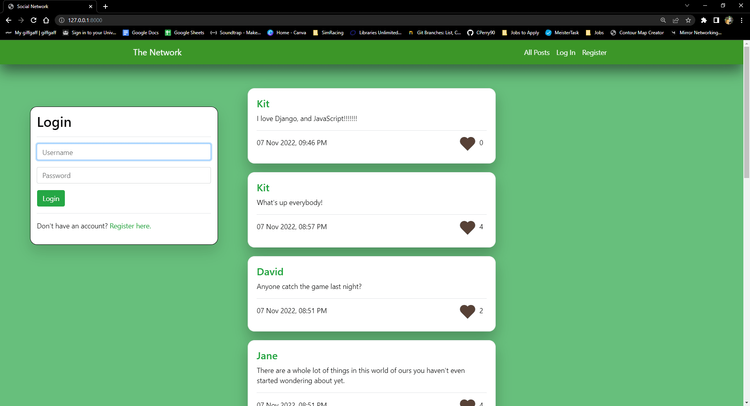 Social Network
127.0.0.1:8000
My giffgaff | giffgaff
Sign in to your Univ...
Google Docs
Google Sheets
Soundtrap - Make...
Home - Canva
SimRacing
Libraries Unlimited...
Git Branches: List, C...
CPerry90
Jobs to Apply
MeisterTask
Jobs
Contour Map Creator
Mirror Networking...
The Network
All Posts
Log In
Register
Login
Username
Password
Login
Don't have an account? Register here.
Kit
I love Django, and JavaScript!!!!!!!
07 Nov 2022, 09:46 PM
0
Kit
What's up everybody!
07 Nov 2022, 08:57 PM
4
David
Anyone catch the game last night?
07 Nov 2022, 08:51 PM
2
Jane
There are a whole lot of things in this world of ours you haven't even
started wondering about yet.
07 Nov 2022, 08:51 PM
4